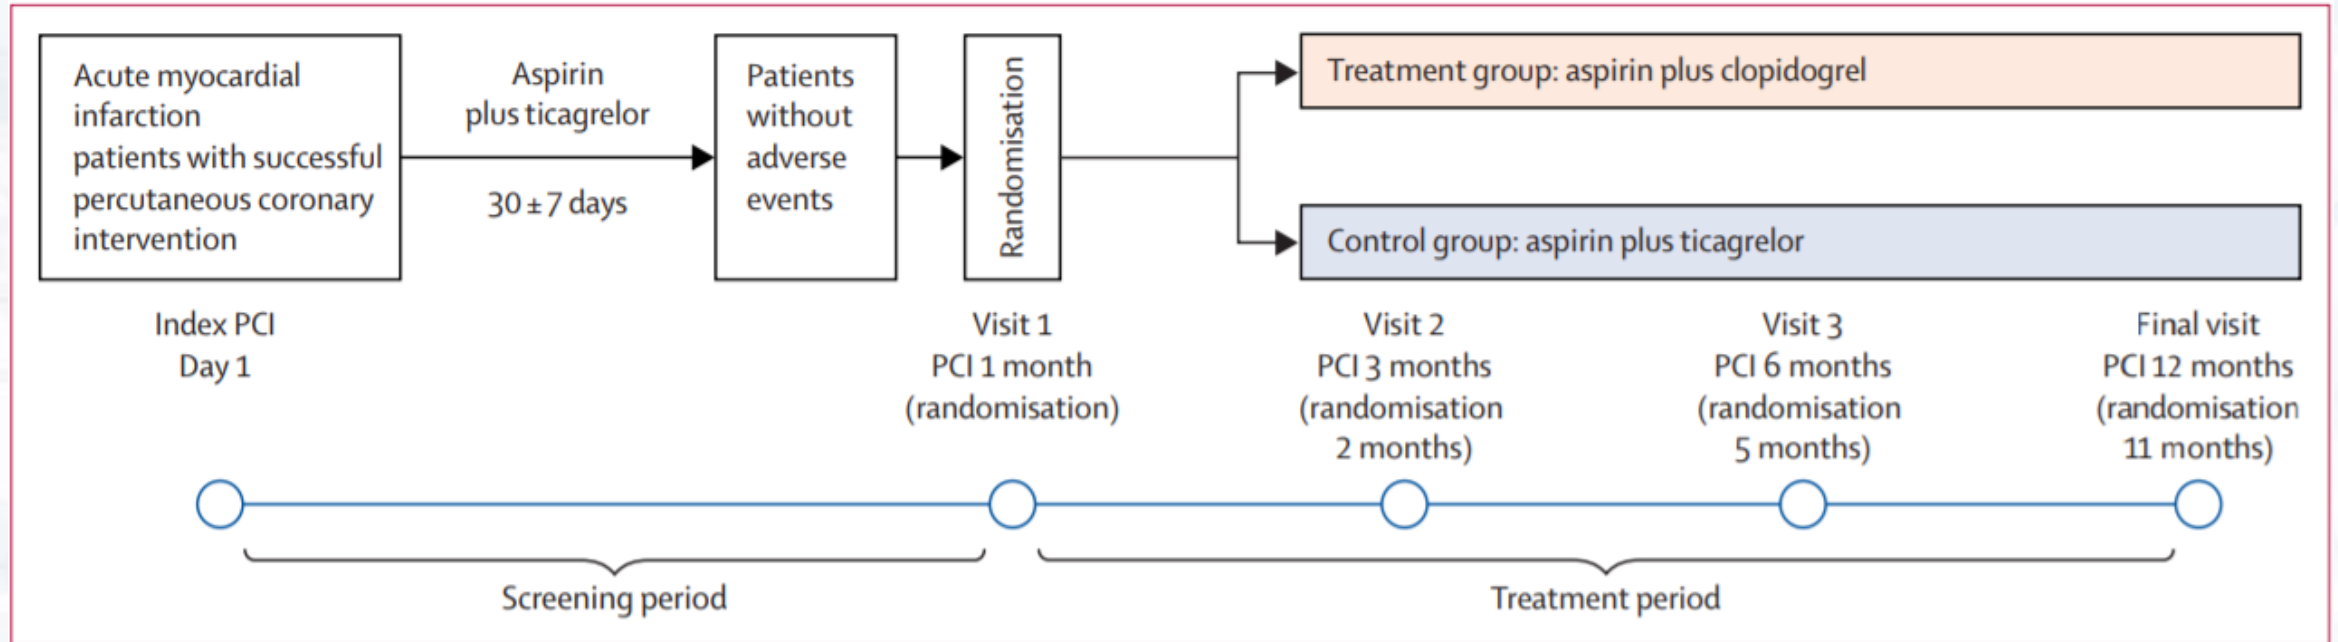 Acute myocardial
infarction
patients with successful
percutaneous coronary
intervention
Aspirin
plus ticagrelor
30 ± 7 days
Patients
without
adverse
events
Randomisation
Treatment group: aspirin plus clopidogrel
Control group: aspirin plus ticagrelor
Index PCI
Day 1
Visit 1
PCI 1 month
(randomisation)
Visit 2
PCI 3 months
(randomisation
2 months)
Visit 3
PCI 6 months
(randomisation
5 months)
Final visit
PCI 12 months
(randomisation
11 months)
Screening period
Treatment period